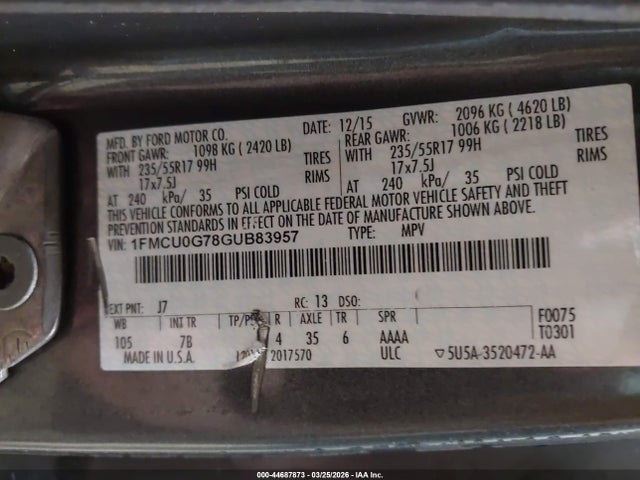 MFD. BY FORD MOTOR CO.
DATE: 12/15 GVWR: 2096 KG ( 4620 LB)
FRONT GAWR: 1098 KG ( 2420 LB)
REAR GAWR: 1006 KG ( 2218 LB)
WITH 235/55R17 99H TIRES
WITH 235/55R17 99H TIRES
17x7.5J RIMS
17x7.5J RIMS
AT 240 kPa/ 35 PSI COLD
AT 240 kPa/ 35 PSI COLD
THIS VEHICLE CONFORMS TO ALL APPLICABLE FEDERAL MOTOR VEHICLE SAFETY AND THEFT
PREVENTION STANDARDS IN EFFECT ON THE DATE OF MANUFACTURE SHOWN ABOVE.
VIN: 1FMCU0G78GUB83957 TYPE: MPV
EXT PNT: J7 RC: 13 DSO:
WB INT TR R AXLE TR SPR
105 7B 4 35 6 AAAA
F0075
T0301
MADE IN U.S.A. 2017570 ULC ▽5U5A-3520472-AA
000-44687873 - 03/25/2026 - IAA Inc.